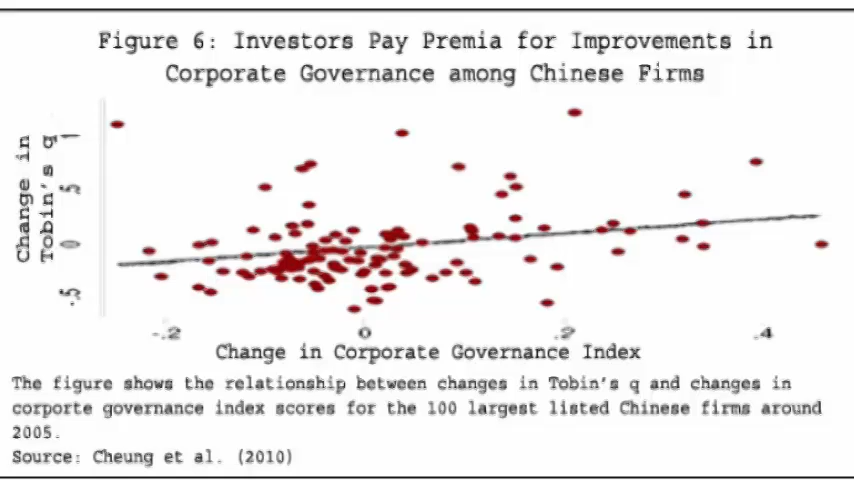 Figure 6: Investors Pay Premia for Improvements in
Corporate Governance among Chinese Firms
Change in
Tobin's q
1
.5
0
-.5
-.2
0
.2
.4
Change in Corporate Governance Index
The figure shows the relationship between changes in Tobin's q and changes in
corporte governance index scores for the 100 largest listed Chinese firms around
2005.
Source: Cheung et al. (2010)